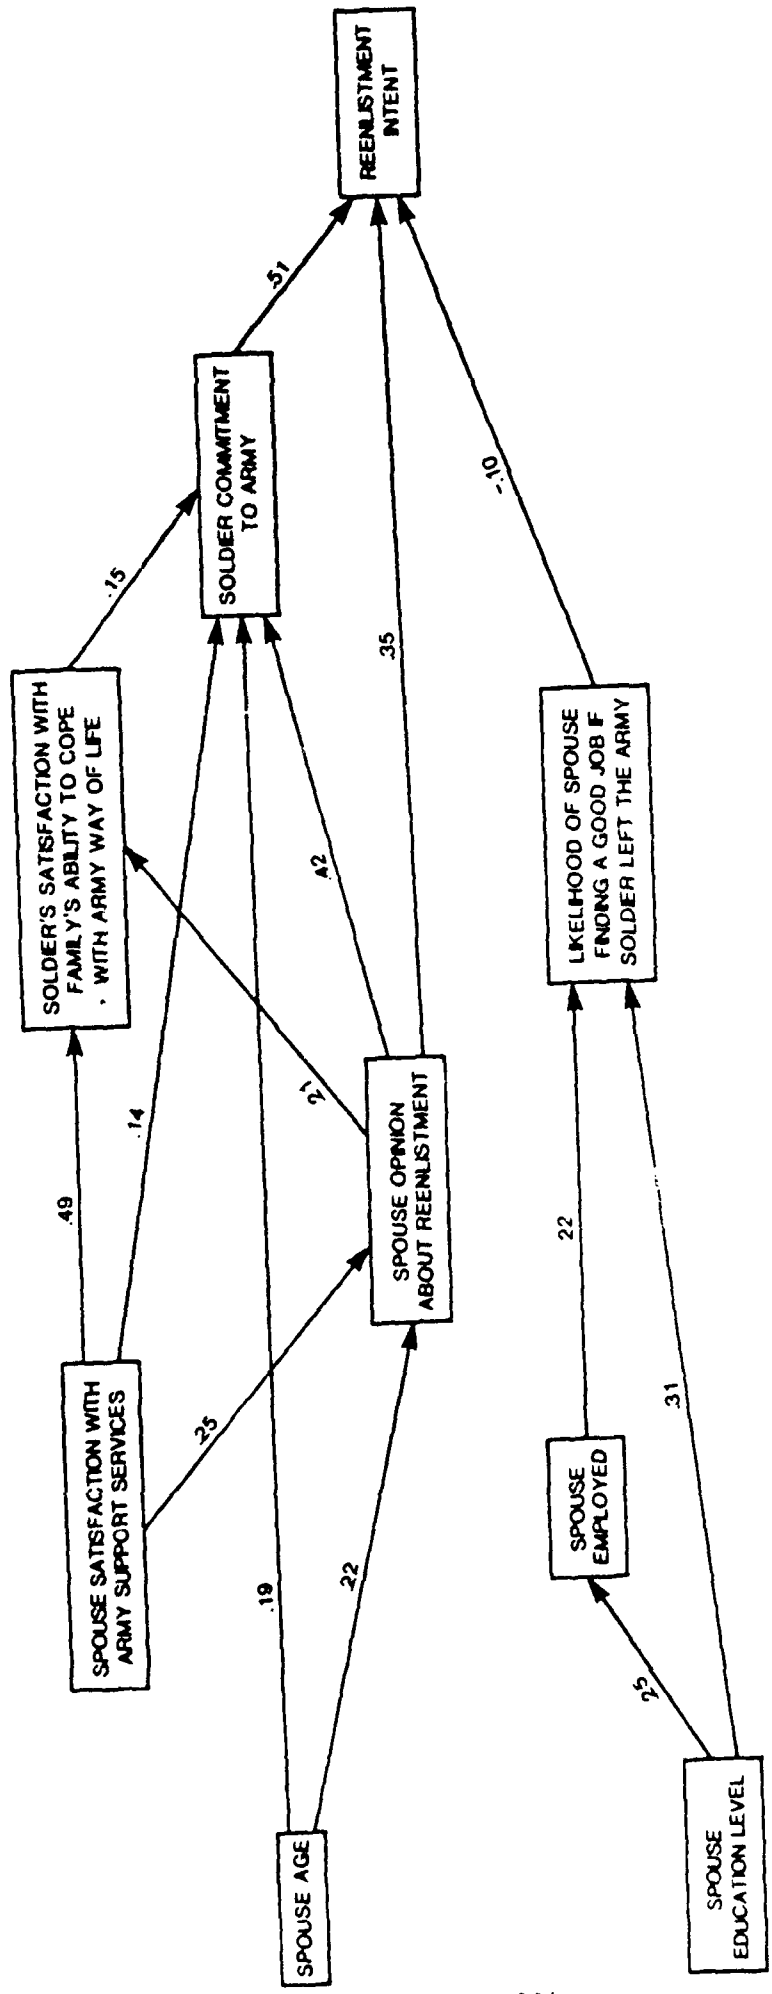 REENLISTMENT
INTENT
.51
SOLDIER COMMITMENT
TO ARMY
.15
-.10
.35
SOLDIER'S SATISFACTION WITH
FAMILY'S ABILITY TO COPE
. WITH ARMY WAY OF LIFE
LIKELIHOOD OF SPOUSE
FINDING A GOOD JOB IF
SOLDIER LEFT THE ARMY
.42
.21
.14
.49
SPOUSE OPINION
ABOUT REENLISTMENT
22
.31
SPOUSE SATISFACTION WITH
ARMY SUPPORT SERVICES
.25
SPOUSE
EMPLOYED
.19
.22
.25
SPOUSE AGE
SPOUSE
EDUCATION LEVEL